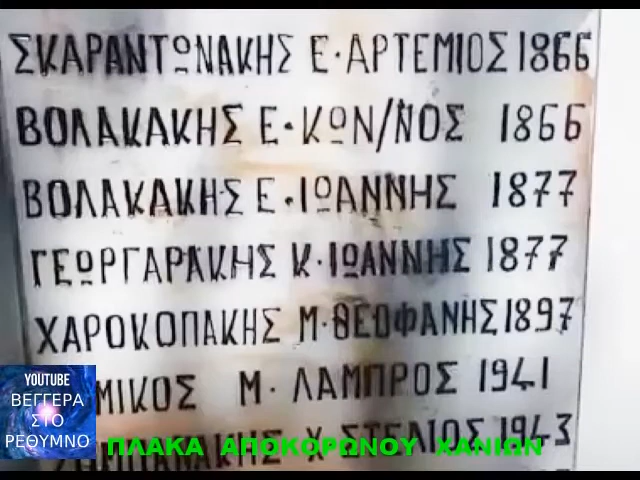 ΣΚΑΡΑΝΤΩΝΑΚΗΣ Ε·ΑΡΤΕΜΙΟΣ 1866
ΒΟΛΑΚΑΚΗΣ Ε·ΚΩΝ/ΝΟΣ 1866
ΒΟΛΑΚΑΚΗΣ Ε·ΙΩΑΝΝΗΣ 1877
ΓΕΩΡΓΑΡΑΚΗΣ Κ·ΙΩΑΝΝΗΣ 1877
ΧΑΡΟΚΟΠΑΚΗΣ Μ·ΘΕΟΦΑΝΗΣ 1897
ΜΙΚΟΣ Μ· ΛΑΜΠΡΟΣ 1941
Χ·ΣΤΕΛΙΟΣ 1943
YOUTUBE
ΒΕΓΓΕΡΑ
ΣΤΟ
ΡΕΘΥΜΝΟ
ΠΛΑΚΑ ΑΠΟΚΟΡΩΝΟΥ ΧΑΝΙΩΝ